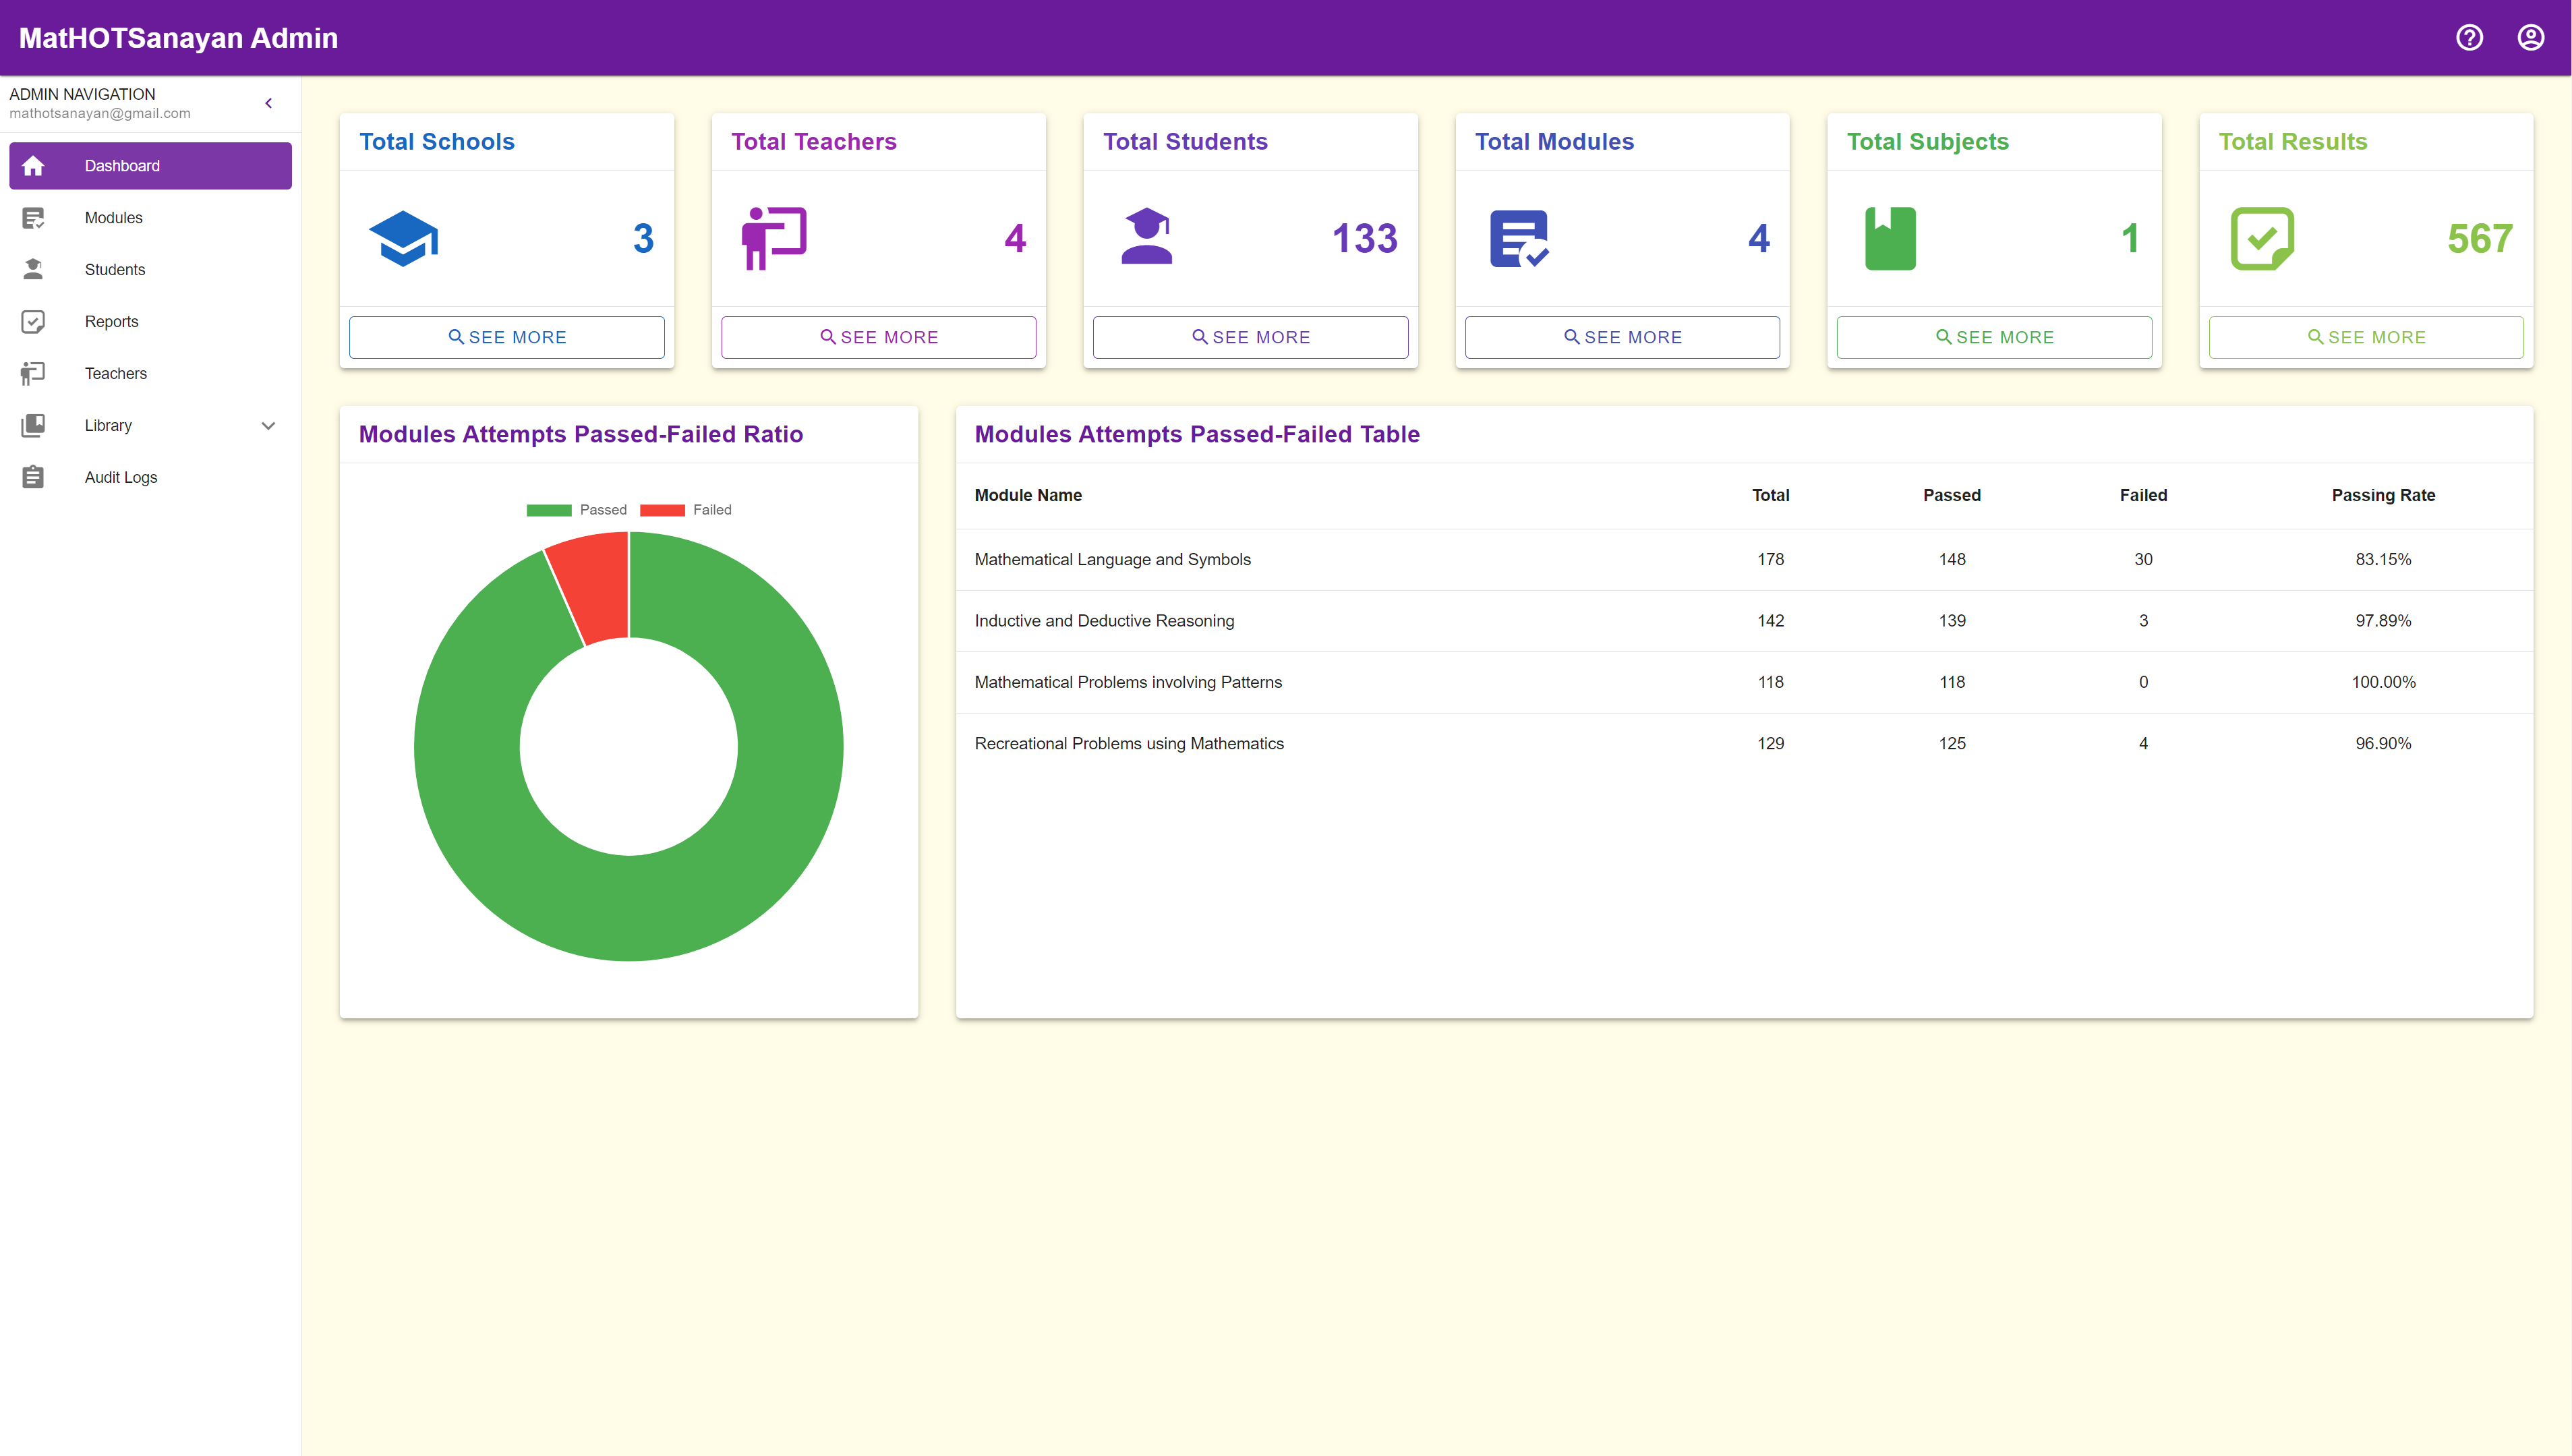 MatHOTSanayan Admin
ADMIN NAVIGATION
mathotsanayan@gmail.com
Dashboard
Modules
Students
Reports
Teachers
Library
Audit Logs
Total Schools
3
SEE MORE
Total Teachers
4
SEE MORE
Total Students
133
SEE MORE
Total Modules
4
SEE MORE
Total Subjects
1
SEE MORE
Total Results
567
SEE MORE
Modules Attempts Passed-Failed Ratio
Passed Failed
Modules Attempts Passed-Failed Table
Module Name Total Passed Failed Passing Rate
Mathematical Language and Symbols 178 148 30 83.15%
Inductive and Deductive Reasoning 142 139 3 97.89%
Mathematical Problems involving Patterns 118 118 0 100.00%
Recreational Problems using Mathematics 129 125 4 96.90%